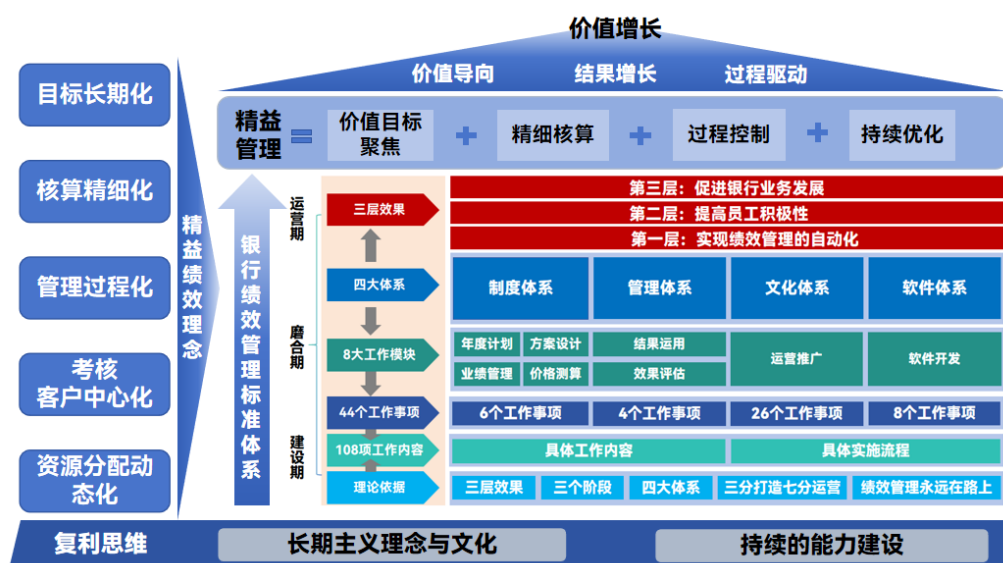 价值增长
价值导向 结果增长 过程驱动
目标长期化
核算精细化
管理过程化
考核
客户中心化
资源分配动
态化
精益绩效理念
精益
管理
=
价值目标
聚焦
+
精细核算
+
过程控制
+
持续优化
银行绩效管理标准体系
运营期
磨合期
建设期
三层效果
第三层：促进银行业务发展
第二层：提高员工积极性
第一层：实现绩效管理的自动化
四大体系
制度体系
管理体系
文化体系
软件体系
8大工作模块
年度计划
方案设计
结果运用
业绩管理
价格测算
效果评估
运营推广
软件开发
44个工作事项
6个工作事项
4个工作事项
26个工作事项
8个工作事项
108项工作内容
具体工作内容
具体实施流程
理论依据
三层效果
三个阶段
四大体系
三分打造七分运营
绩效管理永远在路上
复利思维
长期主义理念与文化
持续的能力建设